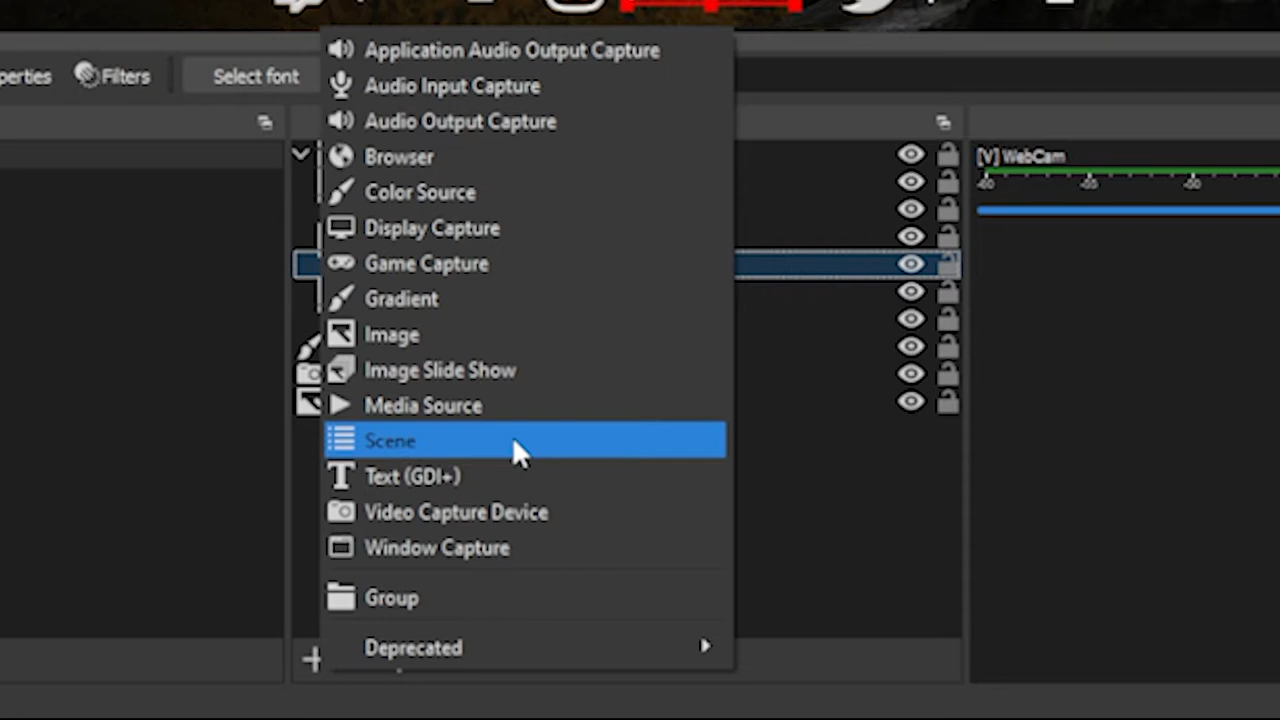 Application Audio Output Capture
perties
Filters
Select font
Audio Input Capture
Audio Output Capture
Browser
[V] WebCam
Color Source
Display Capture
Game Capture
Gradient
Image
Image Slide Show
Media Source
Scene
Text (GDI+)
Video Capture Device
Window Capture
Group
Deprecated